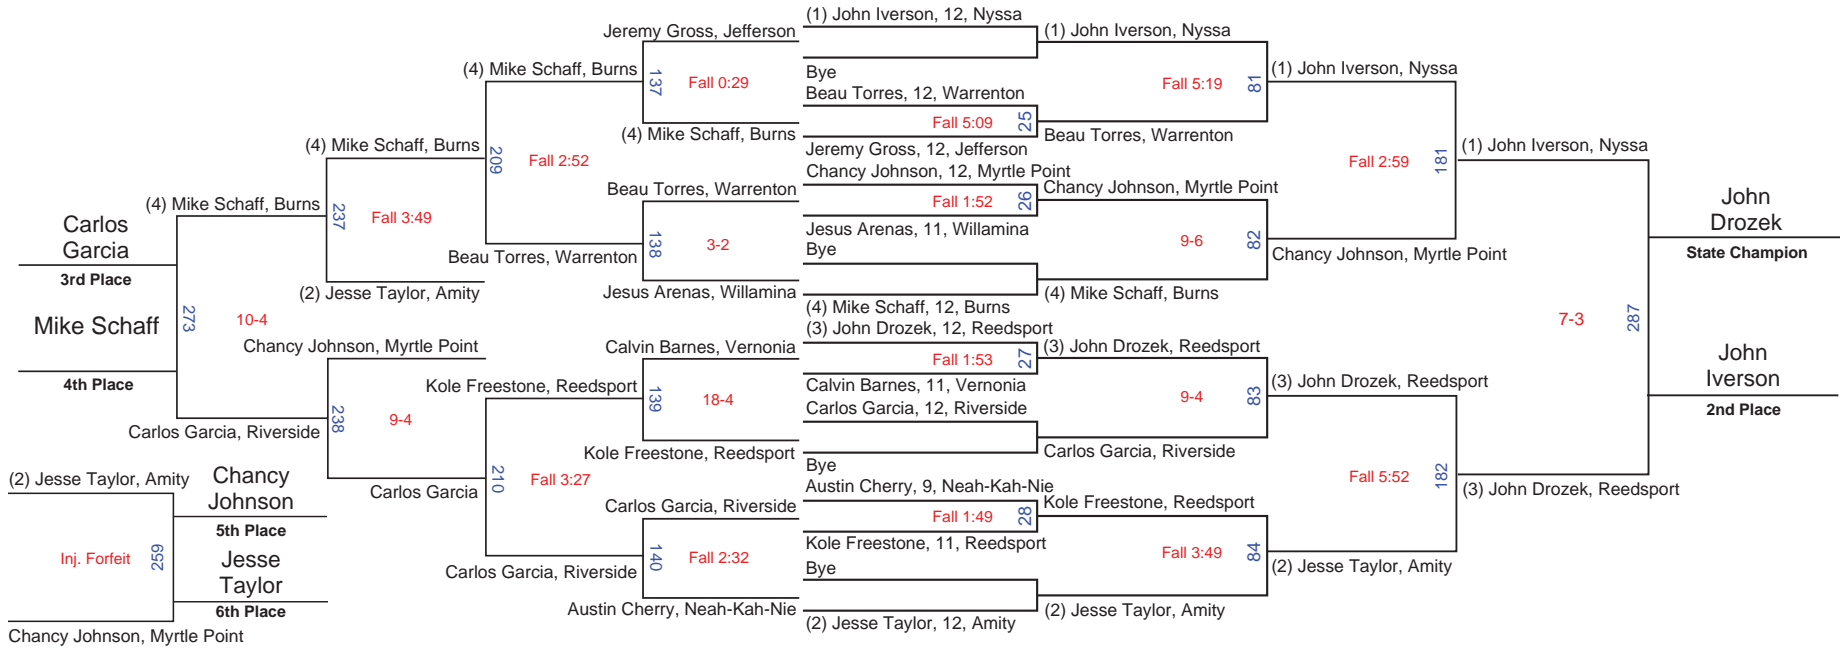 (1) John Iverson, 12, Nyssa
Bye
Beau Torres, 12, Warrenton
Fall 5:09
25
Jeremy Gross, 12, Jefferson
Chancy Johnson, 12, Myrtle Point
Fall 1:52
26
Jesus Arenas, 11, Willamina
Bye
(4) Mike Schaff, 12, Burns
(3) John Drozek, 12, Reedsport
Fall 1:53
27
Calvin Barnes, 11, Vernonia
Carlos Garcia, 12, Riverside
Bye
Austin Cherry, 9, Neah-Kah-Nie
Fall 1:49
28
Kole Freestone, 11, Reedsport
Bye
(2) Jesse Taylor, 12, Amity
(1) John Iverson, Nyssa
Fall 5:19
81
Beau Torres, Warrenton
Chancy Johnson, Myrtle Point
9-6
82
(4) Mike Schaff, Burns
(3) John Drozek, Reedsport
9-4
83
Carlos Garcia, Riverside
Kole Freestone, Reedsport
Fall 3:49
84
(2) Jesse Taylor, Amity
(1) John Iverson, Nyssa
Fall 2:59
181
Chancy Johnson, Myrtle Point
(3) John Drozek, Reedsport
Fall 5:52
182
(2) Jesse Taylor, Amity
(1) John Iverson, Nyssa
7-3
287
(3) John Drozek, Reedsport
John
Drozek
State Champion
John
Iverson
2nd Place
Jeremy Gross, Jefferson
137
Fall 0:29
(4) Mike Schaff, Burns
Beau Torres, Warrenton
138
3-2
Jesus Arenas, Willamina
Calvin Barnes, Vernonia
139
18-4
Kole Freestone, Reedsport
Carlos Garcia, Riverside
140
Fall 2:32
Austin Cherry, Neah-Kah-Nie
(4) Mike Schaff, Burns
209
Fall 2:52
Beau Torres, Warrenton
Kole Freestone, Reedsport
210
Fall 3:27
Carlos Garcia, Riverside
(4) Mike Schaff, Burns
237
Fall 3:49
(2) Jesse Taylor, Amity
Chancy Johnson, Myrtle Point
238
9-4
Carlos Garcia
(4) Mike Schaff, Burns
273
10-4
Carlos Garcia, Riverside
Carlos
Garcia
3rd Place
Mike Schaff
4th Place
(2) Jesse Taylor, Amity
Inj. Forfeit
259
Chancy Johnson, Myrtle Point
Chancy
Johnson
5th Place
Jesse
Taylor
6th Place